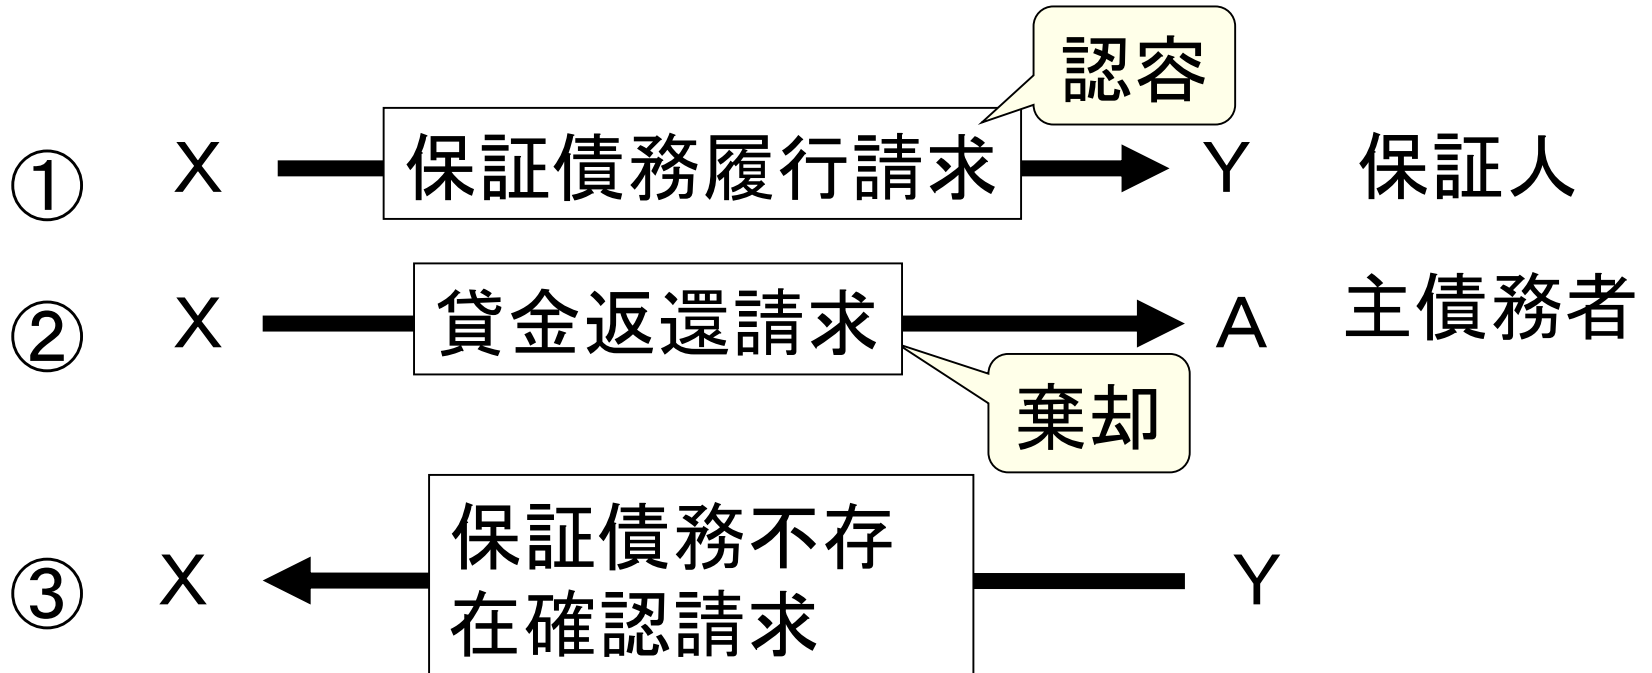 認容
① X 保証債務履行請求 Y 保証人
② X 貸金返還請求 A 主債務者
棄却
③ X 保証債務不存 Y
在確認請求